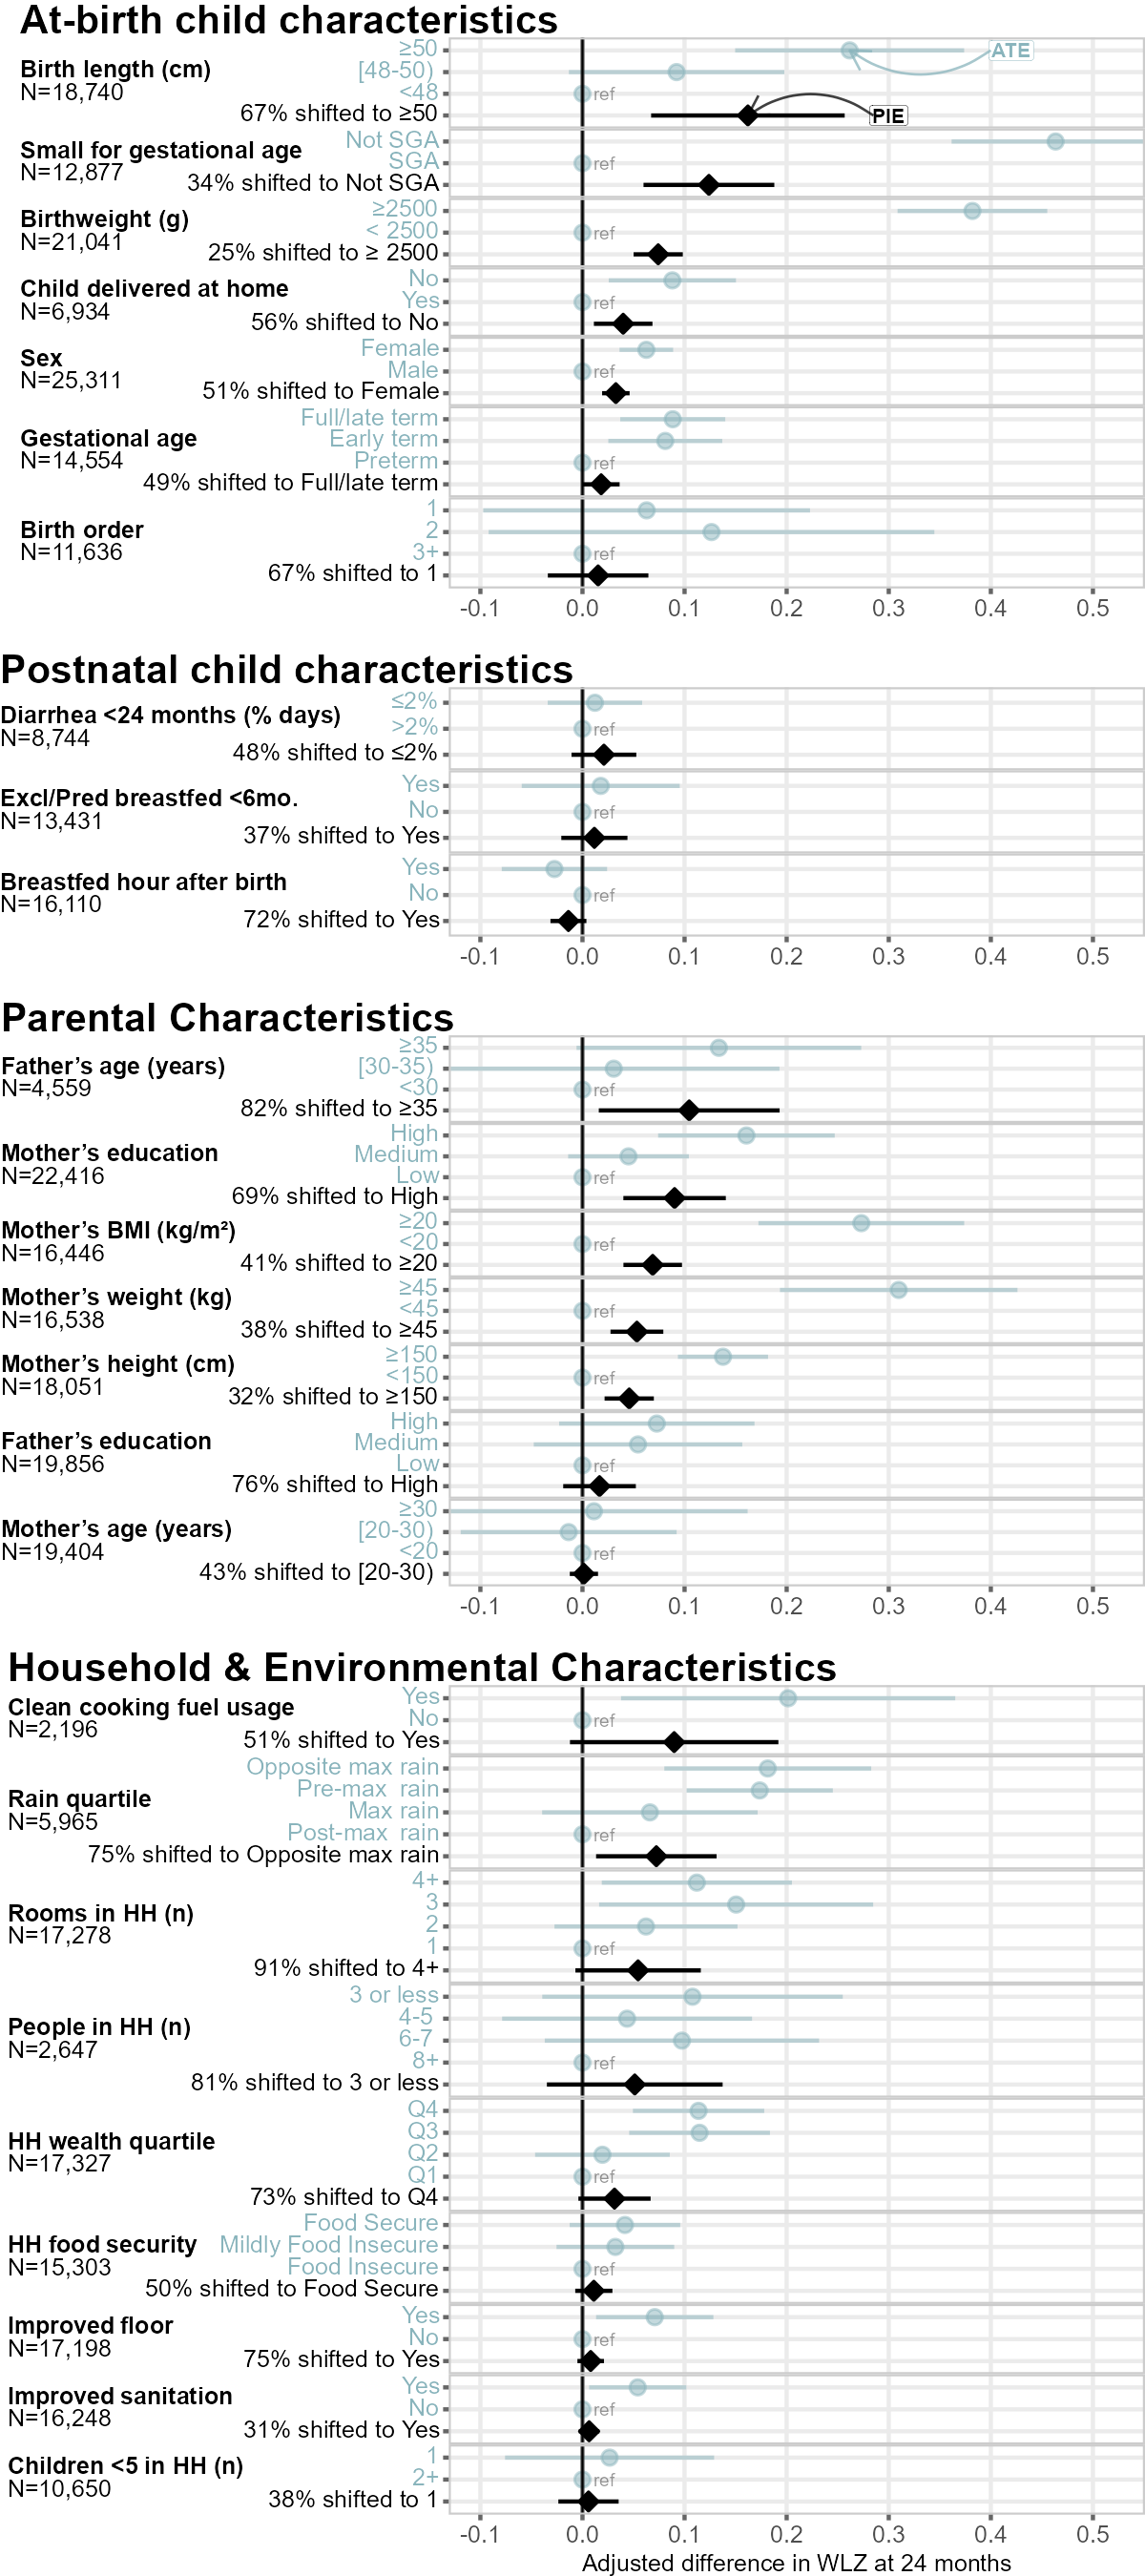 At-birth child characteristics
Birth length (cm)
N=18,740
≥50
[48-50)
<48
67% shifted to ≥50
ref
ATE
PIE
Small for gestational age
N=12,877
Not SGA
SGA
34% shifted to Not SGA
ref
Birthweight (g)
N=21,041
≥2500
< 2500
25% shifted to ≥ 2500
ref
Child delivered at home
N=6,934
No
Yes
56% shifted to No
ref
Sex
N=25,311
Female
Male
51% shifted to Female
ref
Gestational age
N=14,554
Full/late term
Early term
Preterm
49% shifted to Full/late term
ref
Birth order
N=11,636
1
2
3+
67% shifted to 1
ref
-0.1 0.0 0.1 0.2 0.3 0.4 0.5
Postnatal child characteristics
Diarrhea <24 months (% days)
N=8,744
≤2%
>2%
48% shifted to ≤2%
ref
Excl/Pred breastfed <6mo.
N=13,431
Yes
No
37% shifted to Yes
ref
Breastfed hour after birth
N=16,110
Yes
No
72% shifted to Yes
ref
-0.1 0.0 0.1 0.2 0.3 0.4 0.5
Parental Characteristics
Father’s age (years)
N=4,559
≥35
[30-35)
<30
82% shifted to ≥35
ref
Mother’s education
N=22,416
High
Medium
Low
69% shifted to High
ref
Mother’s BMI (kg/m²)
N=16,446
≥20
<20
41% shifted to ≥20
ref
Mother’s weight (kg)
N=16,538
≥45
<45
38% shifted to ≥45
ref
Mother’s height (cm)
N=18,051
≥150
<150
32% shifted to ≥150
ref
Father’s education
N=19,856
High
Medium
Low
76% shifted to High
ref
Mother’s age (years)
N=19,404
≥30
[20-30)
<20
43% shifted to [20-30)
ref
-0.1 0.0 0.1 0.2 0.3 0.4 0.5
Household & Environmental Characteristics
Clean cooking fuel usage
N=2,196
Yes
No
51% shifted to Yes
ref
Rain quartile
N=5,965
Opposite max rain
Pre-max rain
Max rain
Post-max rain
75% shifted to Opposite max rain
ref
Rooms in HH (n)
N=17,278
4+
3
2
1
91% shifted to 4+
ref
People in HH (n)
N=2,647
3 or less
4-5
6-7
8+
81% shifted to 3 or less
ref
HH wealth quartile
N=17,327
Q4
Q3
Q2
Q1
73% shifted to Q4
ref
HH food security
N=15,303
Food Secure
Mildly Food Insecure
Food Insecure
50% shifted to Food Secure
ref
Improved floor
N=17,198
Yes
No
75% shifted to Yes
ref
Improved sanitation
N=16,248
Yes
No
31% shifted to Yes
ref
Children <5 in HH (n)
N=10,650
1
2+
38% shifted to 1
ref
-0.1 0.0 0.1 0.2 0.3 0.4 0.5
Adjusted difference in WLZ at 24 months